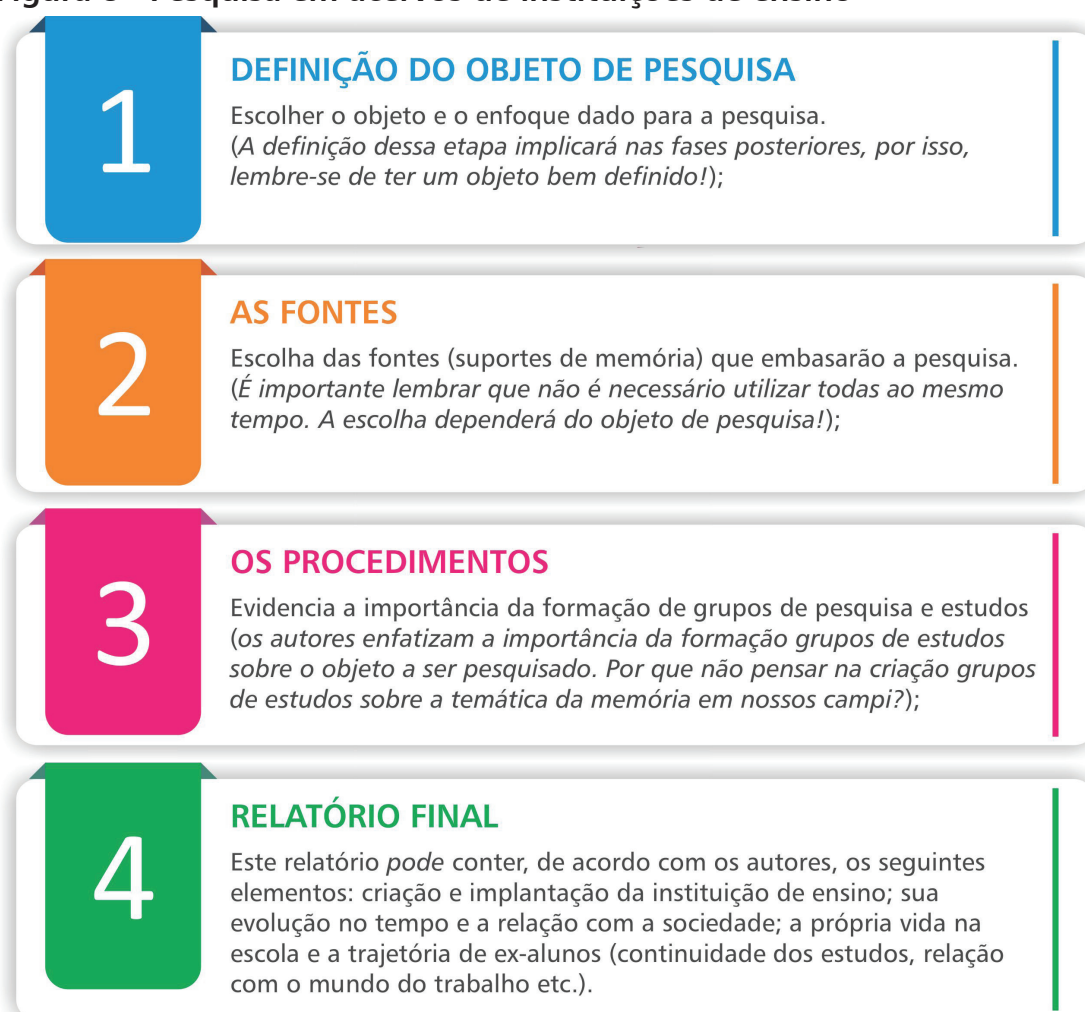 1
DEFINIÇÃO DO OBJETO DE PESQUISA
Escolher o objeto e o enfoque dado para a pesquisa.
(A definição dessa etapa implicará nas fases posteriores, por isso,
lembre-se de ter um objeto bem definido!);
2
AS FONTES
Escolha das fontes (suportes de memória) que embasarão a pesquisa.
(É importante lembrar que não é necessário utilizar todas ao mesmo
tempo. A escolha dependerá do objeto de pesquisa!);
3
OS PROCEDIMENTOS
Evidencia a importância da formação de grupos de pesquisa e estudos
(os autores enfatizam a importância da formação grupos de estudos
sobre o objeto a ser pesquisado. Por que não pensar na criação grupos
de estudos sobre a temática da memória em nossos campi?);
4
RELATÓRIO FINAL
Este relatório pode conter, de acordo com os autores, os seguintes
elementos: criação e implantação da instituição de ensino; sua
evolução no tempo e a relação com a sociedade; a própria vida na
escola e a trajetória de ex-alunos (continuidade dos estudos, relação
com o mundo do trabalho etc.).